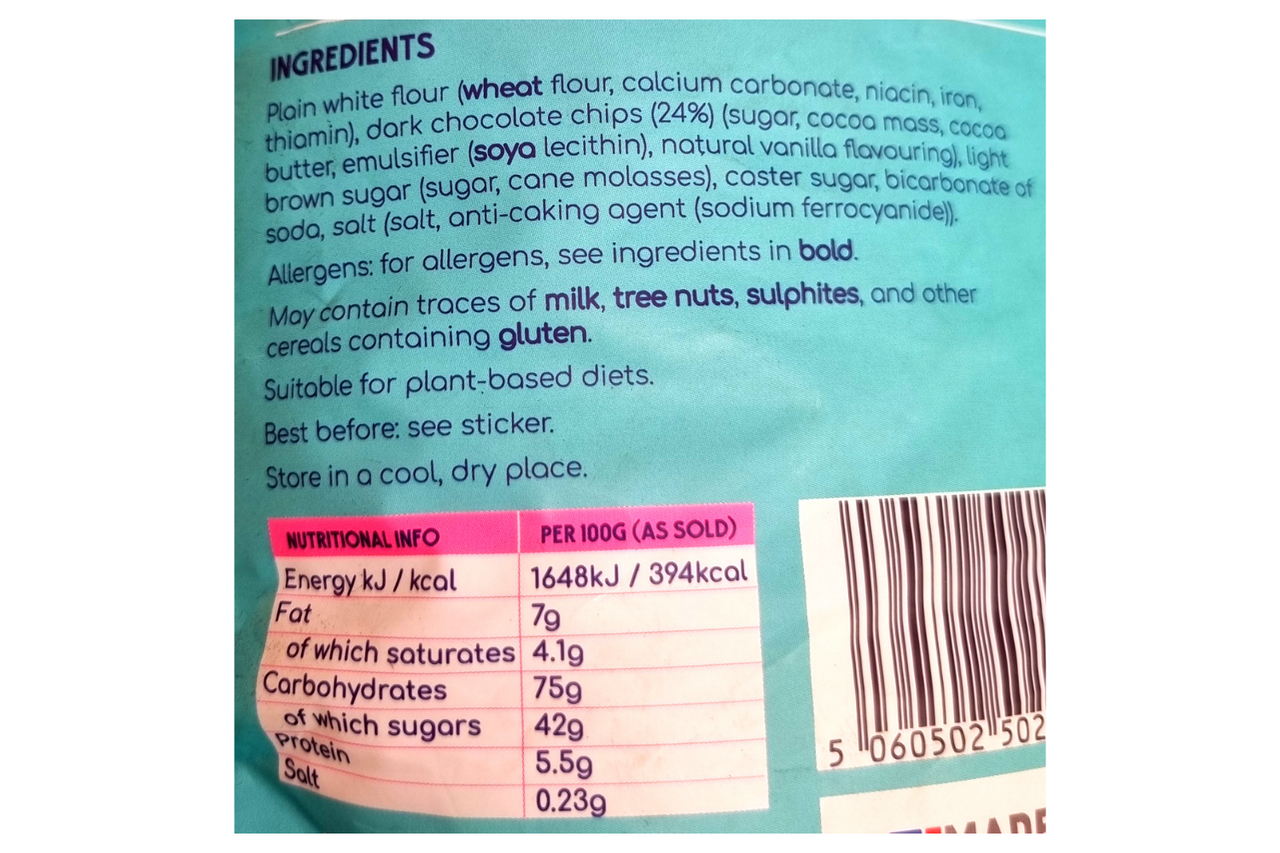 INGREDIENTS
Plain white flour (wheat flour, calcium carbonate, niacin, iron,
thiamin), dark chocolate chips (24%) (sugar, cocoa mass, cocoa
butter, emulsifier (soya lecithin), natural vanilla flavouring), light
brown sugar (sugar, cane molasses), caster sugar, bicarbonate of
soda, salt (salt, anti-caking agent (sodium ferrocyanide)).
Allergens: for allergens, see ingredients in bold.
May contain traces of milk, tree nuts, sulphites, and other
cereals containing gluten.
Suitable for plant-based diets.
Best before: see sticker.
Store in a cool, dry place.
NUTRITIONAL INFO PER 100G (AS SOLD)
Energy kJ / kcal 1648kJ / 394kcal
Fat 7g
of which saturates 4.1g
Carbohydrates 75g
of which sugars 42g
Protein 5.5g
Salt 0.23g
5 060502 502
MADE